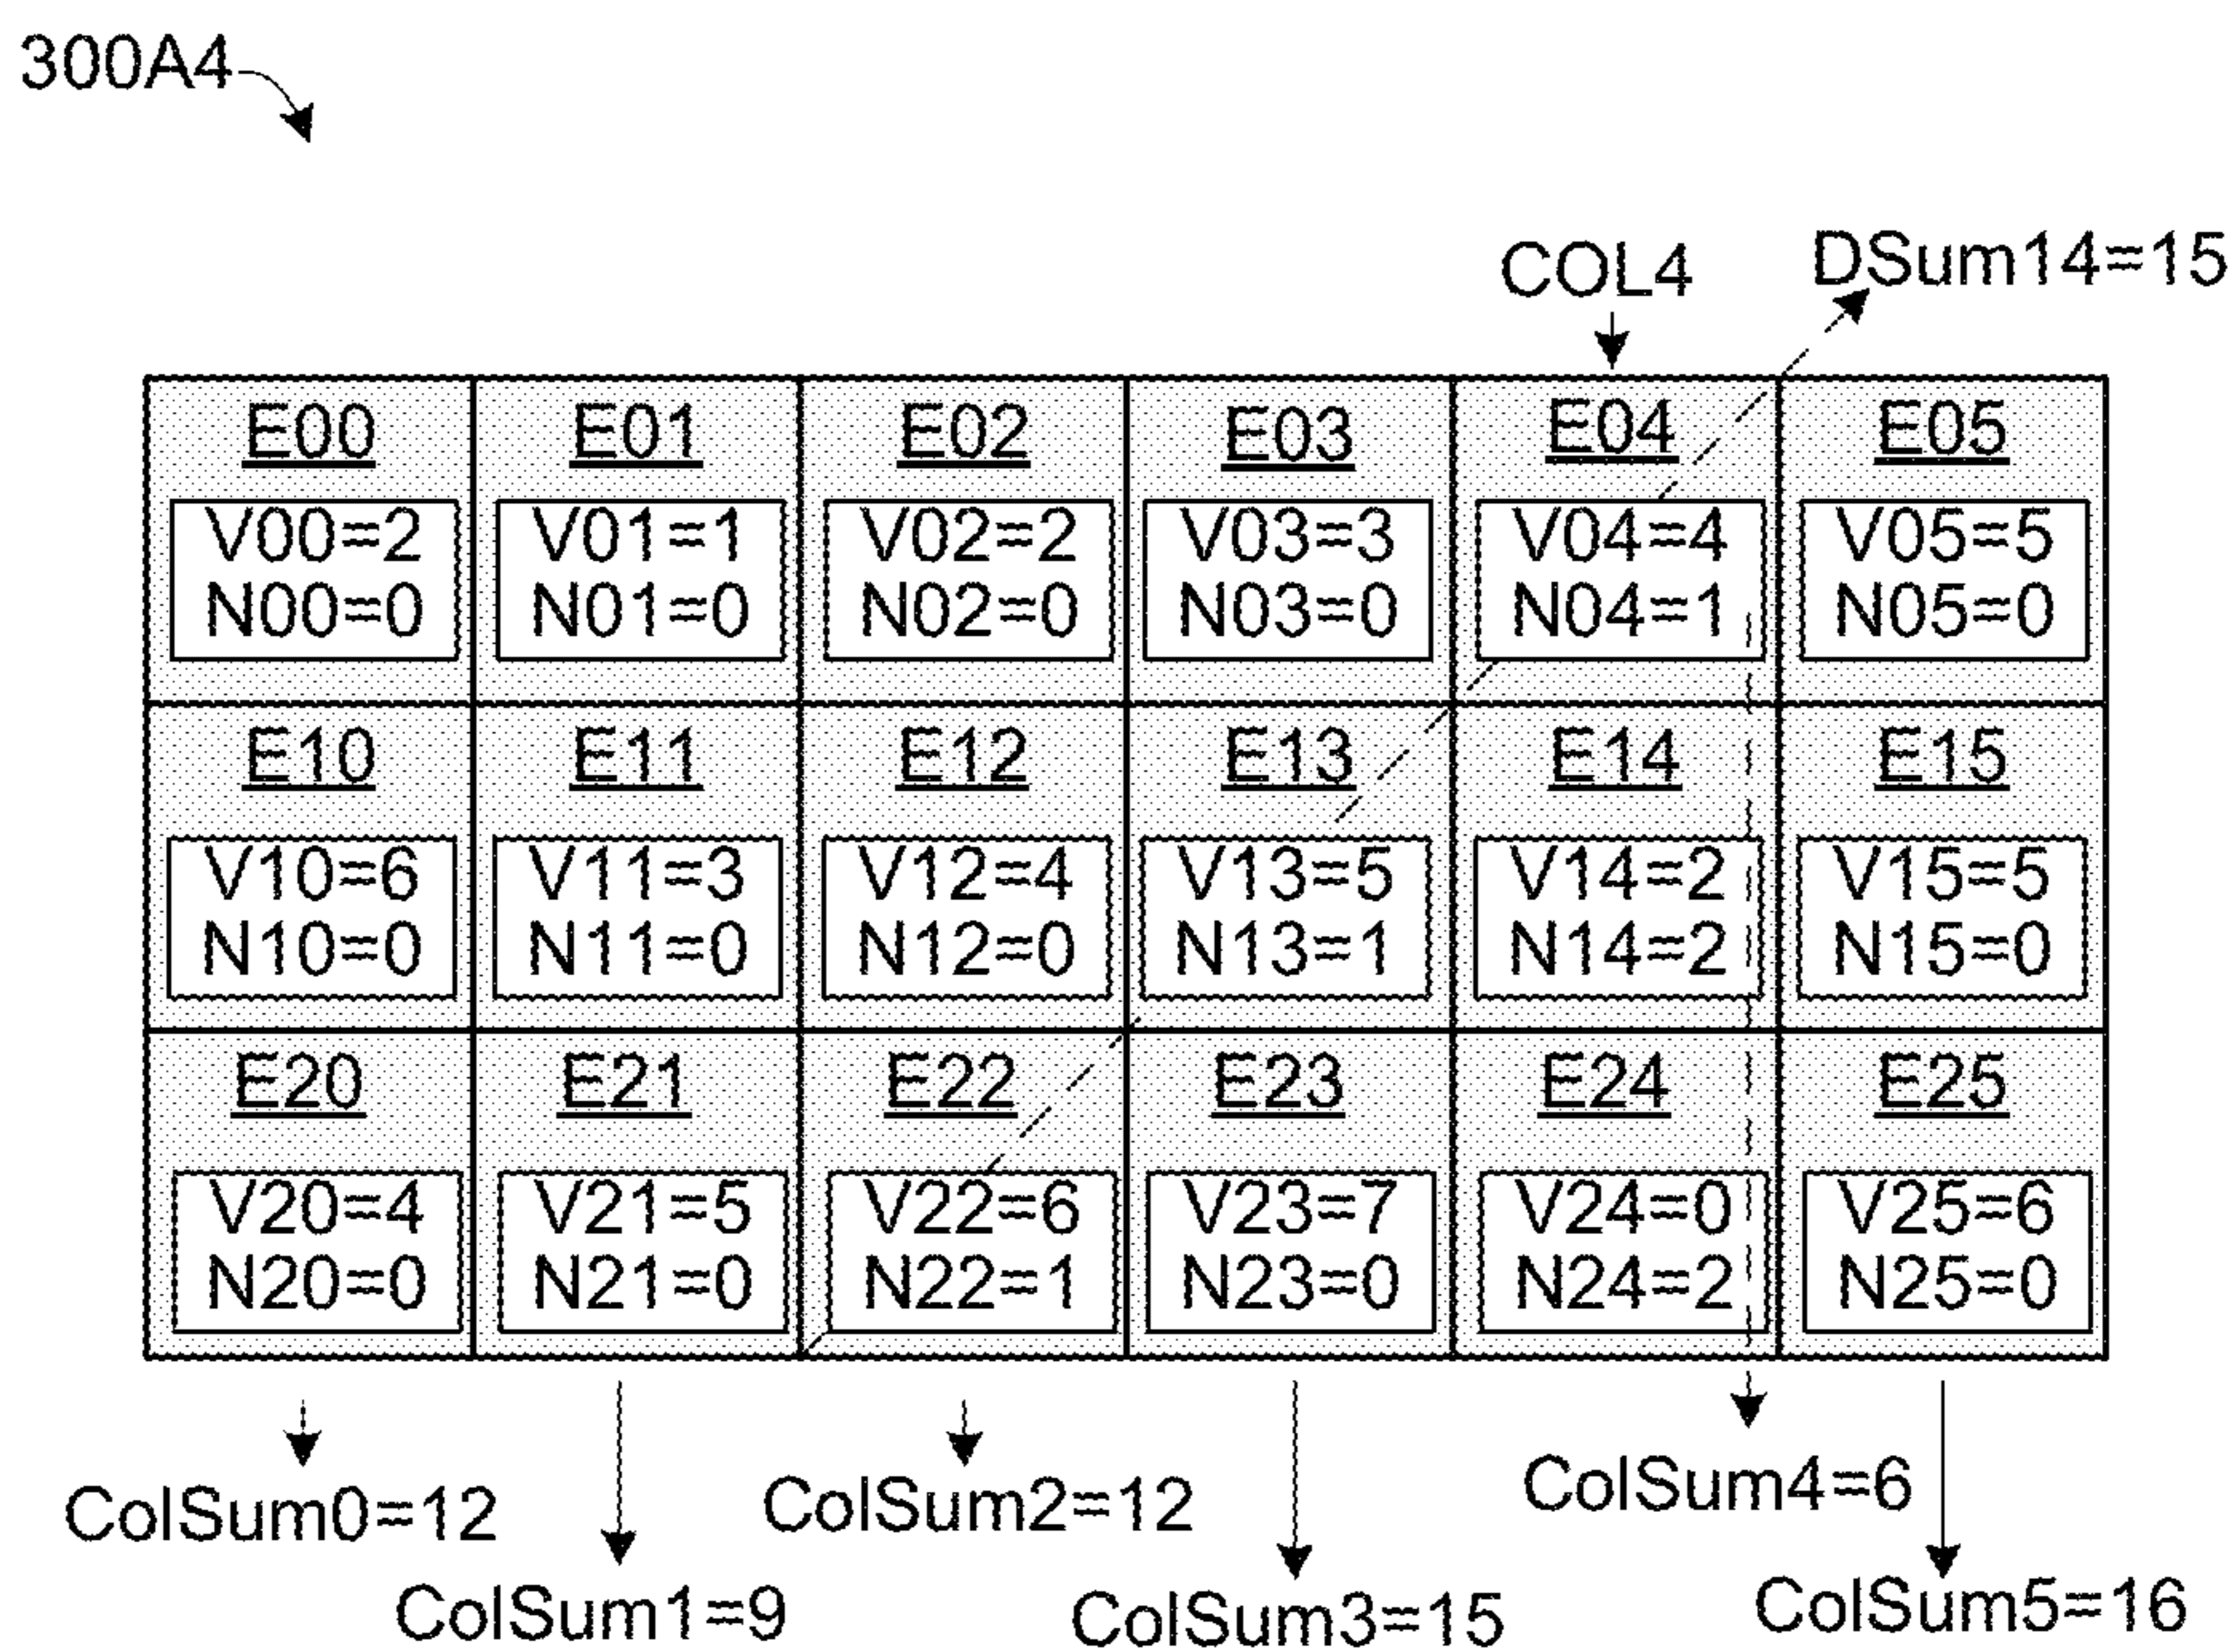 300A4
COL4
DSum14=15
E00 E01 E02 E03 E04 E05
V00=2 V01=1 V02=2 V03=3 V04=4 V05=5
N00=0 N01=0 N02=0 N03=0 N04=1 N05=0
E10 E11 E12 E13 E14 E15
V10=6 V11=3 V12=4 V13=5 V14=2 V15=5
N10=0 N11=0 N12=0 N13=1 N14=2 N15=0
E20 E21 E22 E23 E24 E25
V20=4 V21=5 V22=6 V23=7 V24=0 V25=6
N20=0 N21=0 N22=1 N23=0 N24=2 N25=0
ColSum0=12 ColSum2=12 ColSum4=6
ColSum1=9 ColSum3=15 ColSum5=16